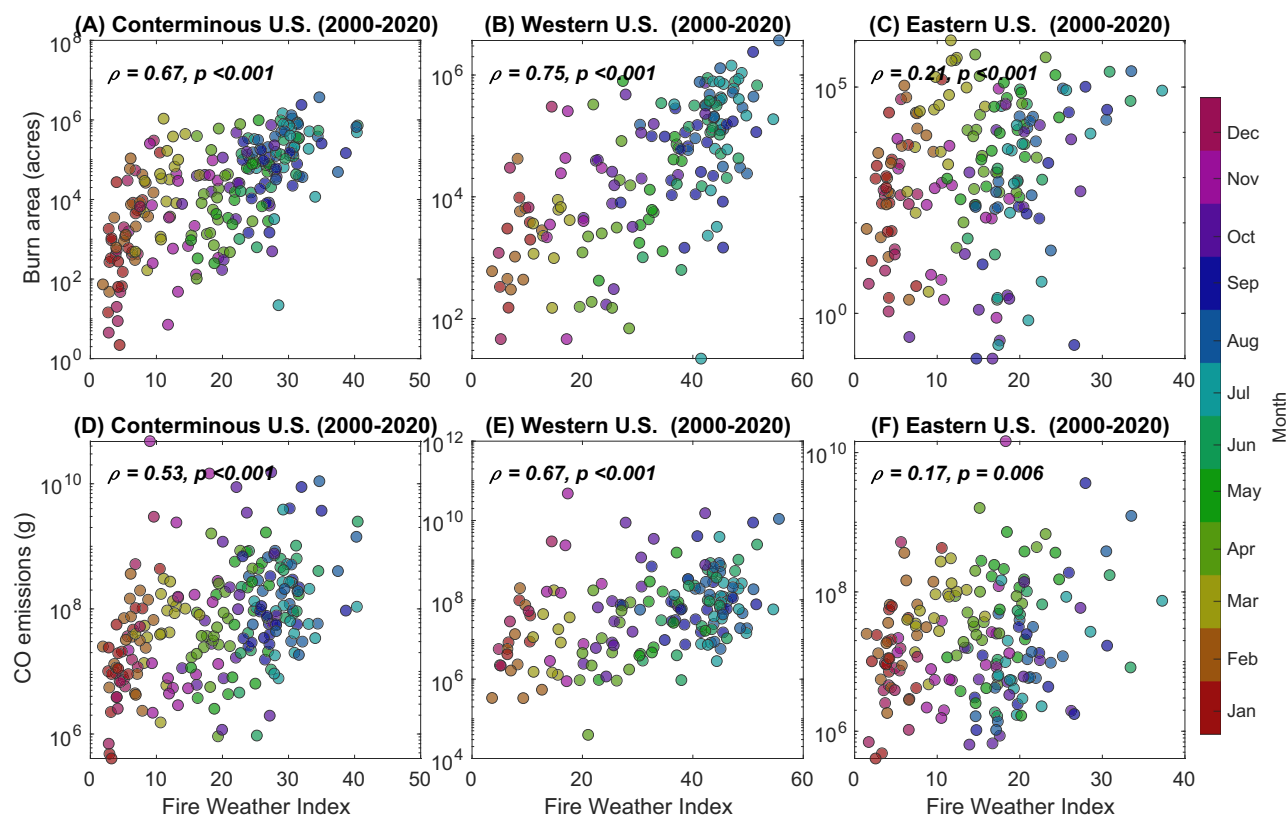 (A) Conterminous U.S. (2000-2020) (B) Western U.S. (2000-2020) (C) Eastern U.S. (2000-2020)
ρ = 0.67, p <0.001 ρ = 0.75, p <0.001 ρ = 0.21, p <0.001
Burn area (acres)
10^8
10^6
10^4
10^2
10^0
0 10 20 30 40 50
10^6
10^4
10^2
0 20 40 60
10^5
10^0
0 10 20 30 40
(D) Conterminous U.S. (2000-2020) (E) Western U.S. (2000-2020) (F) Eastern U.S. (2000-2020)
ρ = 0.53, p <0.001 ρ = 0.67, p <0.001 ρ = 0.17, p = 0.006
CO emissions (g)
10^10
10^8
10^6
0 10 20 30 40 50
10^12
10^10
10^8
10^6
10^4
0 20 40 60
10^10
10^8
10^6
0 10 20 30 40
Fire Weather Index Fire Weather Index Fire Weather Index
Dec
Nov
Oct
Sep
Aug
Jul
Jun
May
Apr
Mar
Feb
Jan
Month